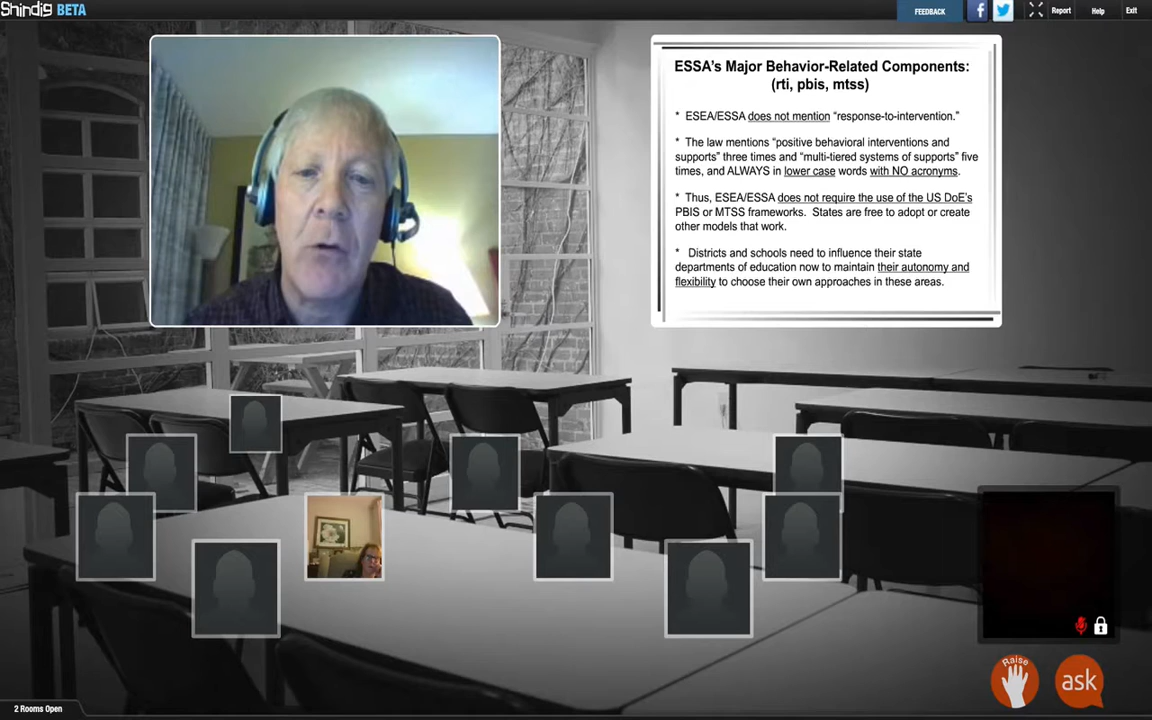 Shindig BETA
FEEDBACK
Report
Help
Exit
ESSA's Major Behavior-Related Components:
(rti, pbis, mtss)
* ESEA/ESSA does not mention "response-to-intervention."
* The law mentions "positive behavioral interventions and
supports" three times and "multi-tiered systems of supports" five
times, and ALWAYS in lower case words with NO acronyms.
* Thus, ESEA/ESSA does not require the use of the US DoE's
PBIS or MTSS frameworks. States are free to adopt or create
other models that work.
* Districts and schools need to influence their state
departments of education now to maintain their autonomy and
flexibility to choose their own approaches in these areas.
Raise
ask
2 Rooms Open